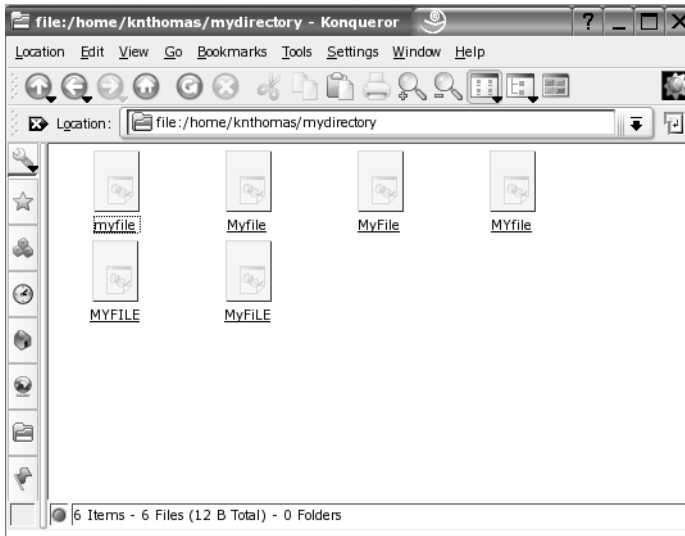 file:/home/knthomas/mydirectory - Konqueror
Location Edit View Go Bookmarks Tools Settings Window Help
Location: file:/home/knthomas/mydirectory
myfile Myfile MyFile MYfile
MYFILE MyFiLE
6 Items - 6 Files (12 B Total) - 0 Folders